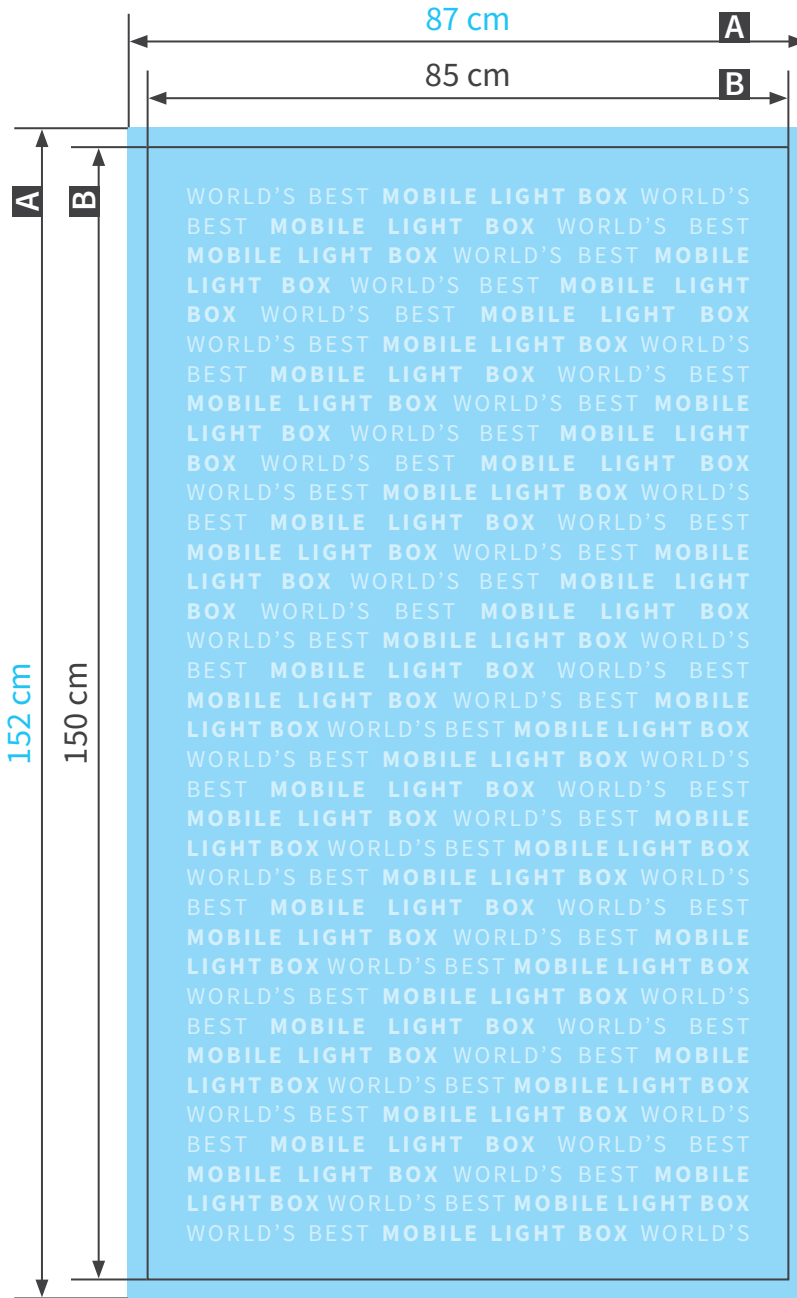 87 cm
A
85 cm
B
A
B
152 cm
150 cm
WORLD’S BEST MOBILE LIGHT BOX WORLD’S
BEST MOBILE LIGHT BOX WORLD’S BEST
MOBILE LIGHT BOX WORLD’S BEST MOBILE
LIGHT BOX WORLD’S BEST MOBILE LIGHT
BOX WORLD’S BEST MOBILE LIGHT BOX
WORLD’S BEST MOBILE LIGHT BOX WORLD’S
BEST MOBILE LIGHT BOX WORLD’S BEST
MOBILE LIGHT BOX WORLD’S BEST MOBILE
LIGHT BOX WORLD’S BEST MOBILE LIGHT
BOX WORLD’S BEST MOBILE LIGHT BOX
WORLD’S BEST MOBILE LIGHT BOX WORLD’S
BEST MOBILE LIGHT BOX WORLD’S BEST
MOBILE LIGHT BOX WORLD’S BEST MOBILE
LIGHT BOX WORLD’S BEST MOBILE LIGHT
BOX WORLD’S BEST MOBILE LIGHT BOX
WORLD’S BEST MOBILE LIGHT BOX WORLD’S
BEST MOBILE LIGHT BOX WORLD’S BEST
MOBILE LIGHT BOX WORLD’S BEST MOBILE
LIGHT BOX WORLD’S BEST MOBILE LIGHT BOX
WORLD’S BEST MOBILE LIGHT BOX WORLD’S
BEST MOBILE LIGHT BOX WORLD’S BEST
MOBILE LIGHT BOX WORLD’S BEST MOBILE
LIGHT BOX WORLD’S BEST MOBILE LIGHT BOX
WORLD’S BEST MOBILE LIGHT BOX WORLD’S
BEST MOBILE LIGHT BOX WORLD’S BEST
MOBILE LIGHT BOX WORLD’S BEST MOBILE
LIGHT BOX WORLD’S BEST MOBILE LIGHT BOX
WORLD’S BEST MOBILE LIGHT BOX WORLD’S
BEST MOBILE LIGHT BOX WORLD’S BEST
MOBILE LIGHT BOX WORLD’S BEST MOBILE
LIGHT BOX WORLD’S BEST MOBILE LIGHT BOX
WORLD’S BEST MOBILE LIGHT BOX WORLD’S
BEST MOBILE LIGHT BOX WORLD’S BEST
MOBILE LIGHT BOX WORLD’S BEST MOBILE
LIGHT BOX WORLD’S BEST MOBILE LIGHT BOX
WORLD’S BEST MOBILE LIGHT BOX WORLD’S